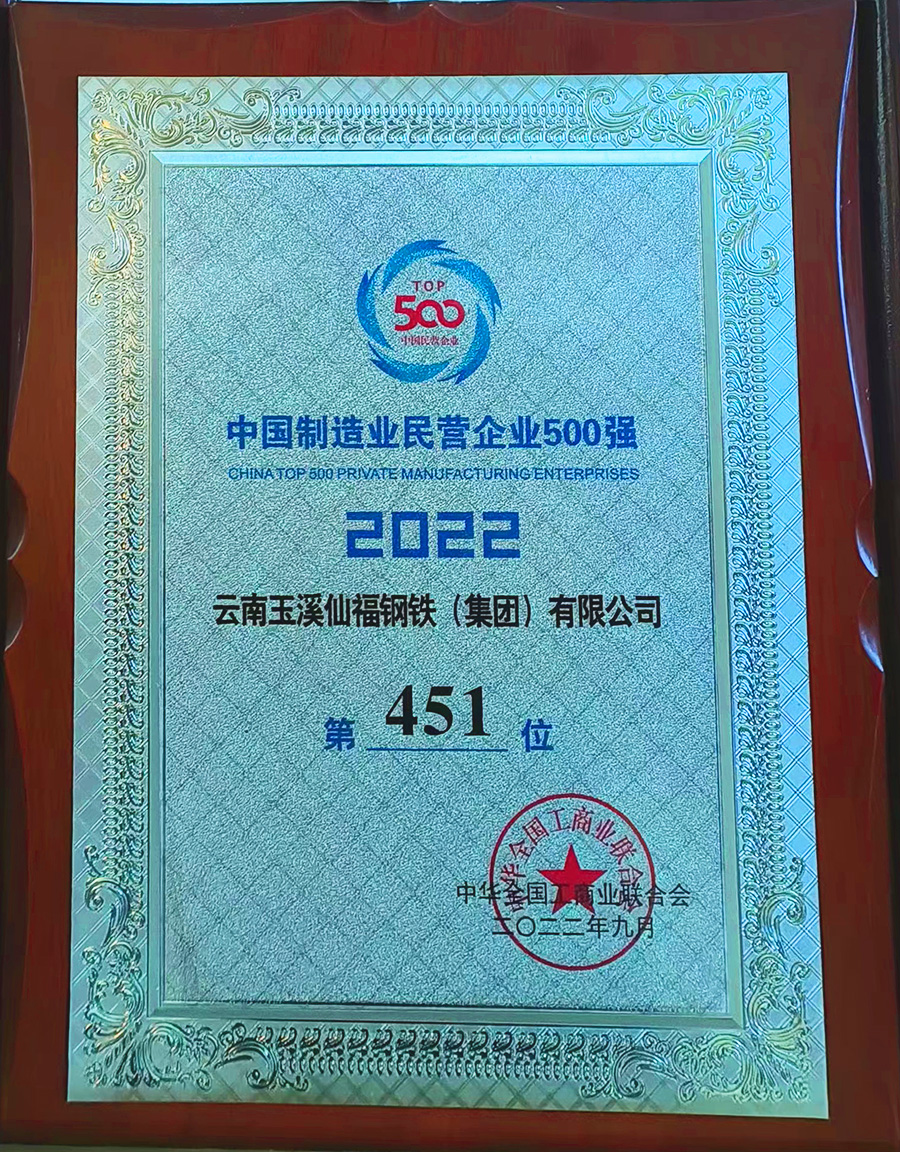 TOP
500
中国民营企业
中国制造业民营企业500强
CHINA TOP 500 PRIVATE MANUFACTURING ENTERPRISES
2022
云南玉溪仙福钢铁（集团）有限公司
第 451 位
中华全国工商业联合会
中华全国工商业联合会
二〇二二年九月